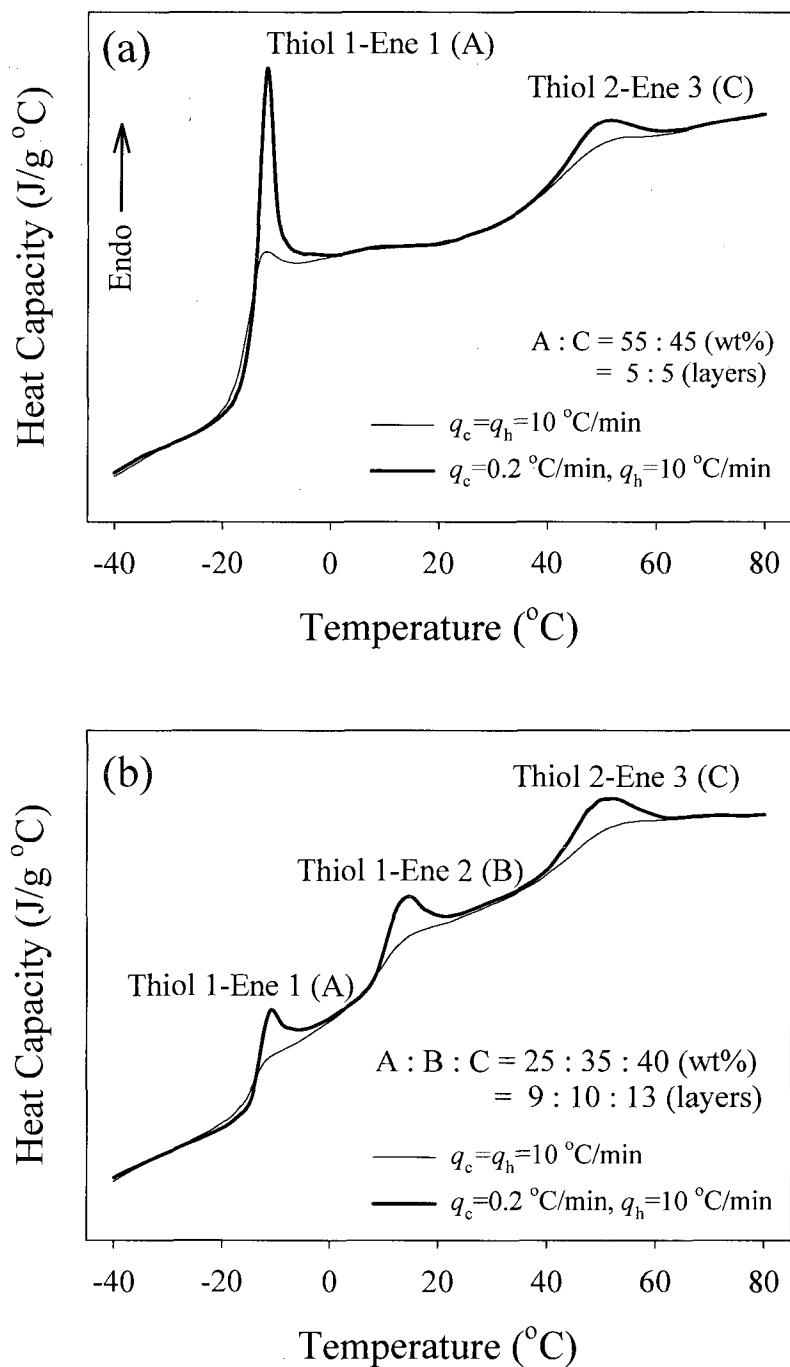 (a)
Thiol 1-Ene 1 (A)
Thiol 2-Ene 3 (C)
Endo
Heat Capacity (J/g °C)
A : C = 55 : 45 (wt%)
= 5 : 5 (layers)
q_c=q_h=10 °C/min
q_c=0.2 °C/min, q_h=10 °C/min
-40 -20 0 20 40 60 80
Temperature (°C)
(b)
Thiol 2-Ene 3 (C)
Thiol 1-Ene 2 (B)
Thiol 1-Ene 1 (A)
Heat Capacity (J/g °C)
A : B : C = 25 : 35 : 40 (wt%)
= 9 : 10 : 13 (layers)
q_c=q_h=10 °C/min
q_c=0.2 °C/min, q_h=10 °C/min
-40 -20 0 20 40 60 80
Temperature (°C)